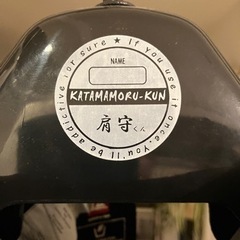 ★ If you use it once, You'll be addictive for sure
NAME
KATAMAMORU-KUN
肩守くん